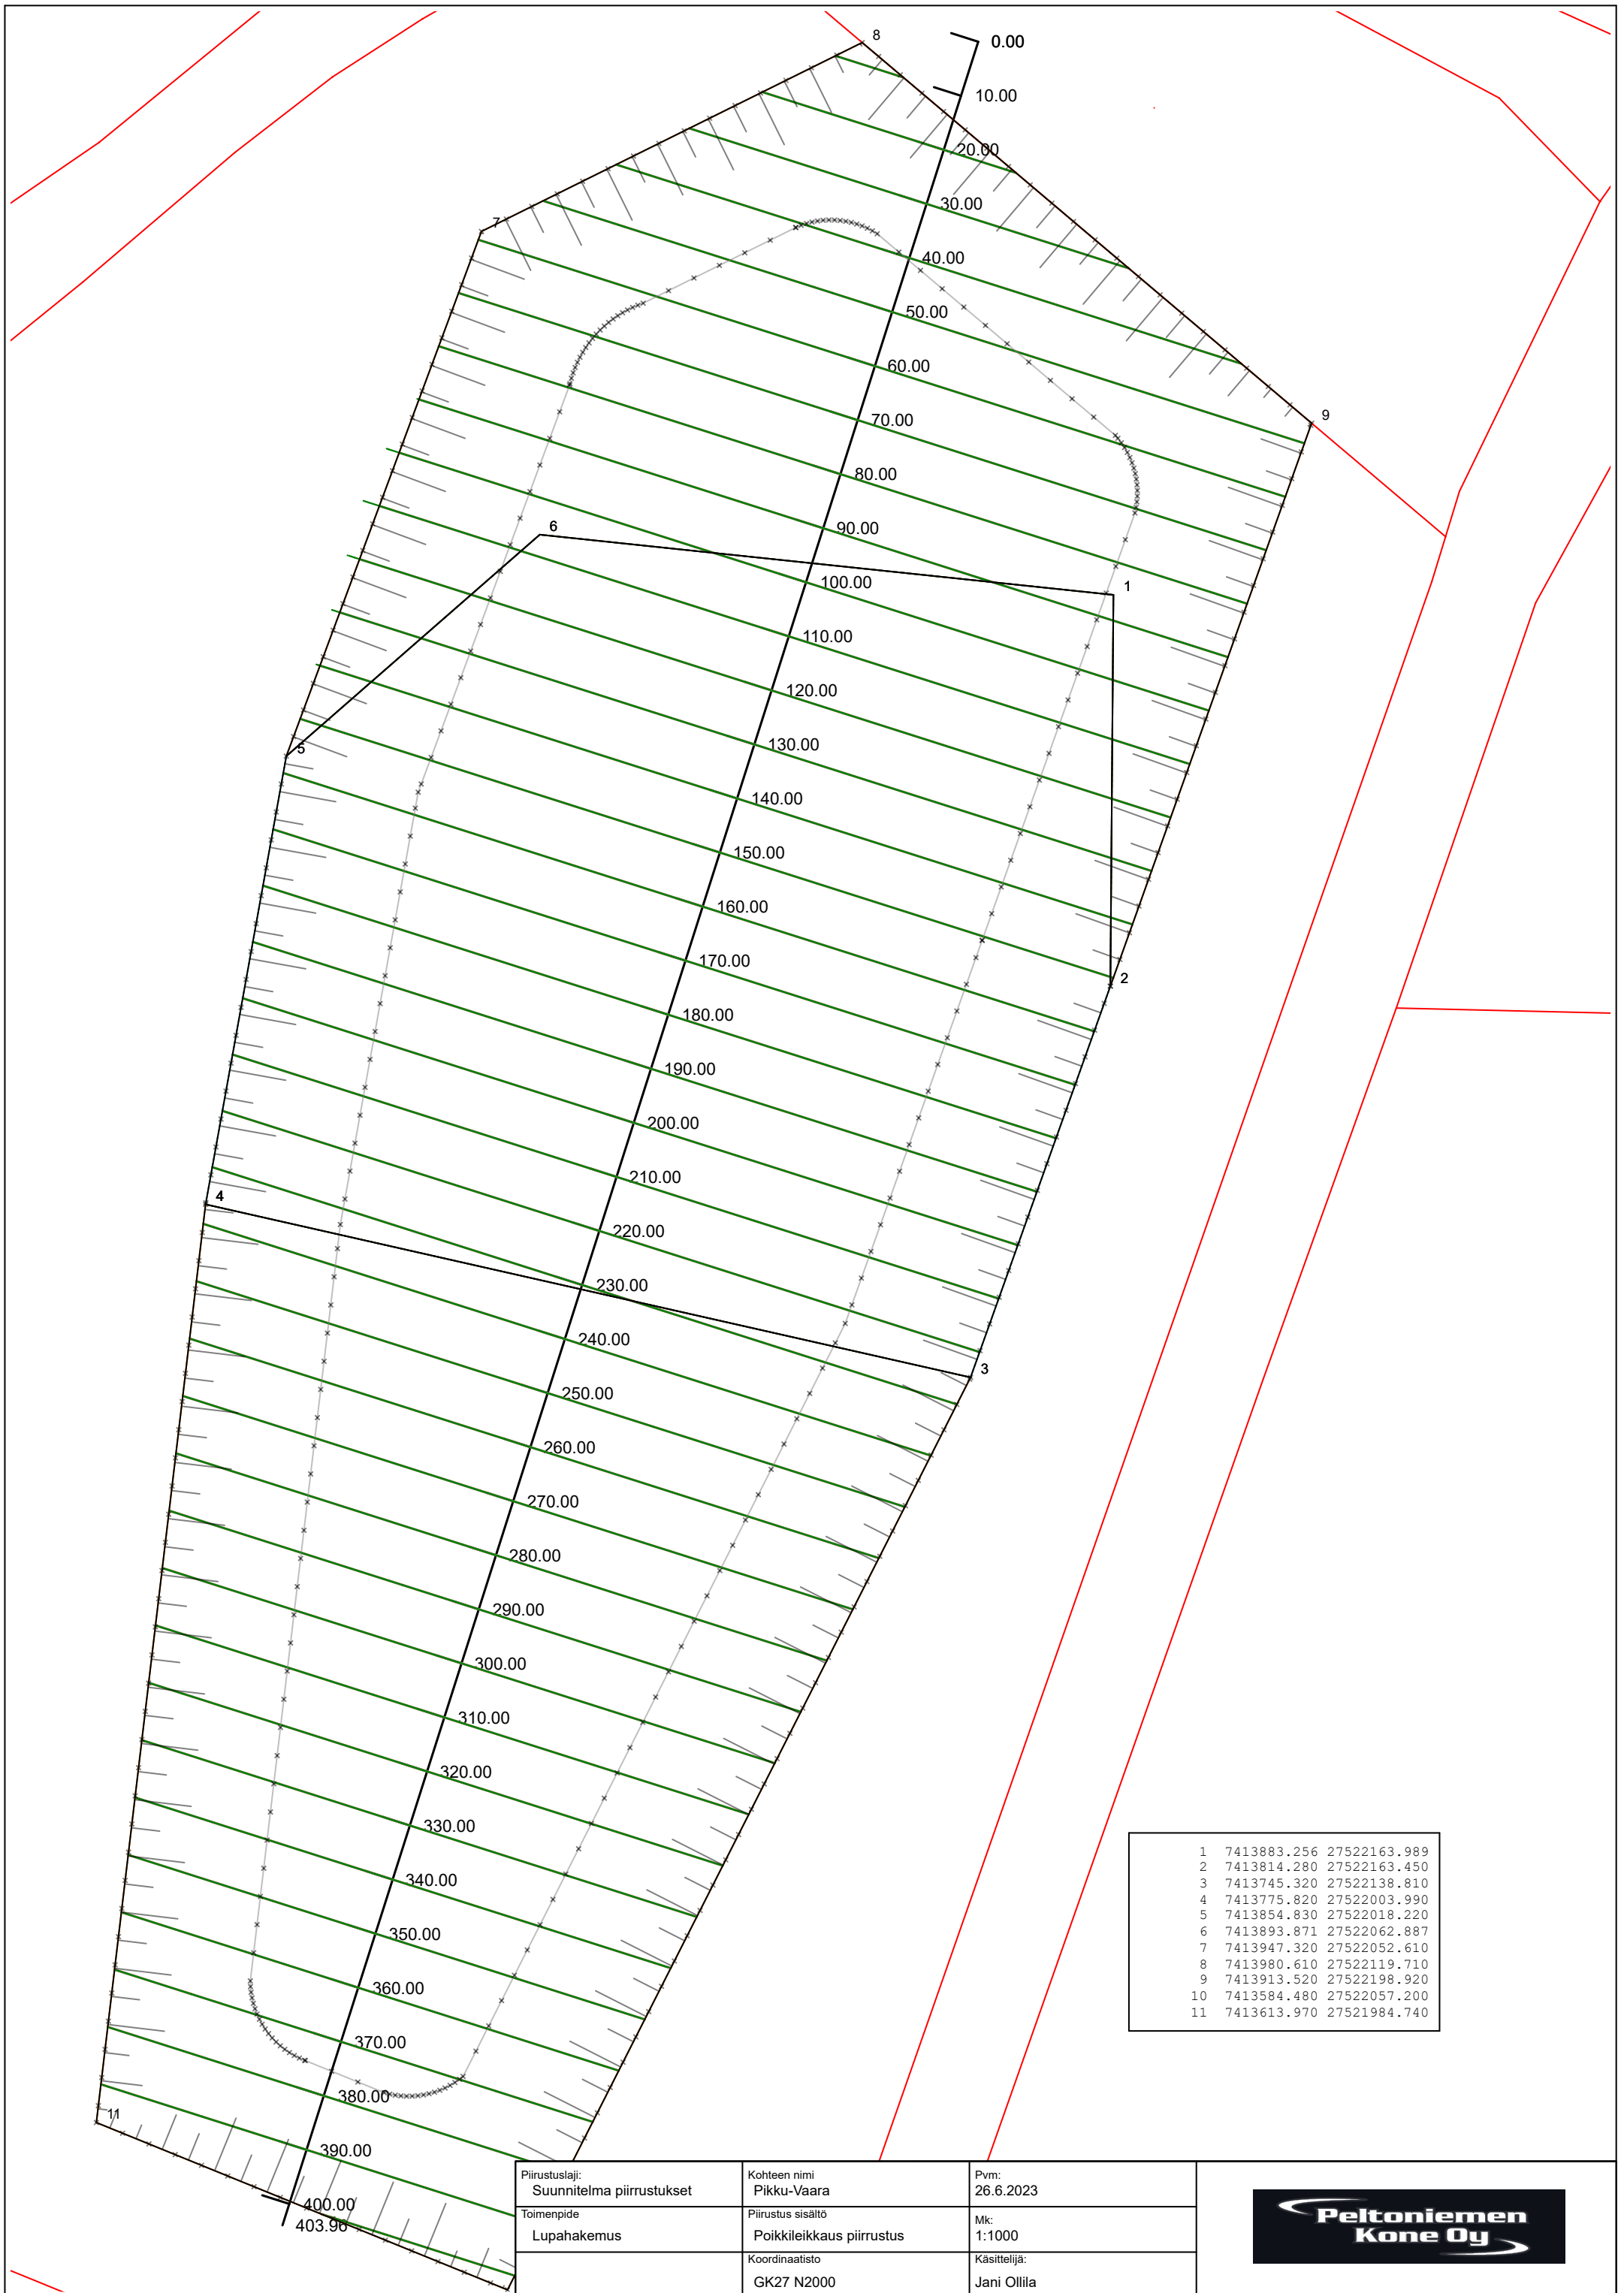 8
0.00
10.00
20.00
30.00
7
40.00
50.00
60.00
9
70.00
80.00
90.00
6
100.00
1
110.00
120.00
130.00
5
140.00
150.00
160.00
170.00
2
180.00
190.00
200.00
210.00
4
220.00
230.00
240.00
3
250.00
260.00
270.00
280.00
290.00
300.00
310.00
320.00
330.00
340.00
350.00
360.00
370.00
380.00
11
390.00
400.00
403.96
1 7413883.256 27522163.989
2 7413814.280 27522163.450
3 7413745.320 27522138.810
4 7413775.820 27522003.990
5 7413854.830 27522018.220
6 7413893.871 27522062.887
7 7413947.320 27522052.610
8 7413980.610 27522119.710
9 7413913.520 27522198.920
10 7413584.480 27522057.200
11 7413613.970 27521984.740
Piirustuslaji:
Suunnitelma piirrustukset
Kohteen nimi
Pikku-Vaara
Pvm:
26.6.2023
Toimenpide
Lupahakemus
Piirustus sisältö
Poikkileikkaus piirrustus
Mk:
1:1000
Koordinaatisto
GK27 N2000
Käsittelijä:
Jani Ollila
Peltoniemen
Kone Oy